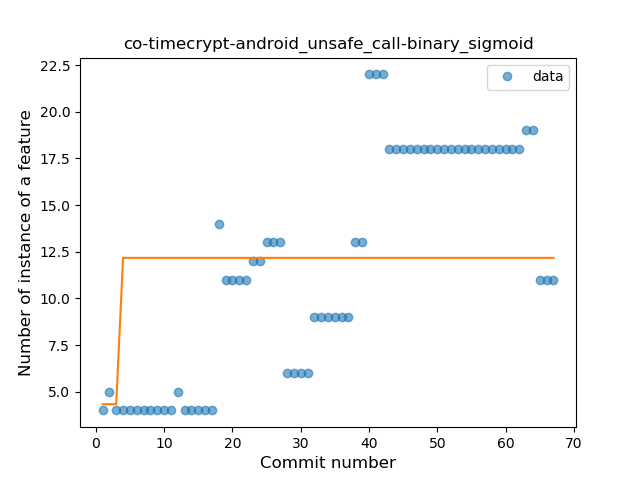 co-timecrypt-android_unsafe_call-binary_sigmoid
data
Number of instance of a feature
22.5
20.0
17.5
15.0
12.5
10.0
7.5
5.0
0 10 20 30 40 50 60 70
Commit number